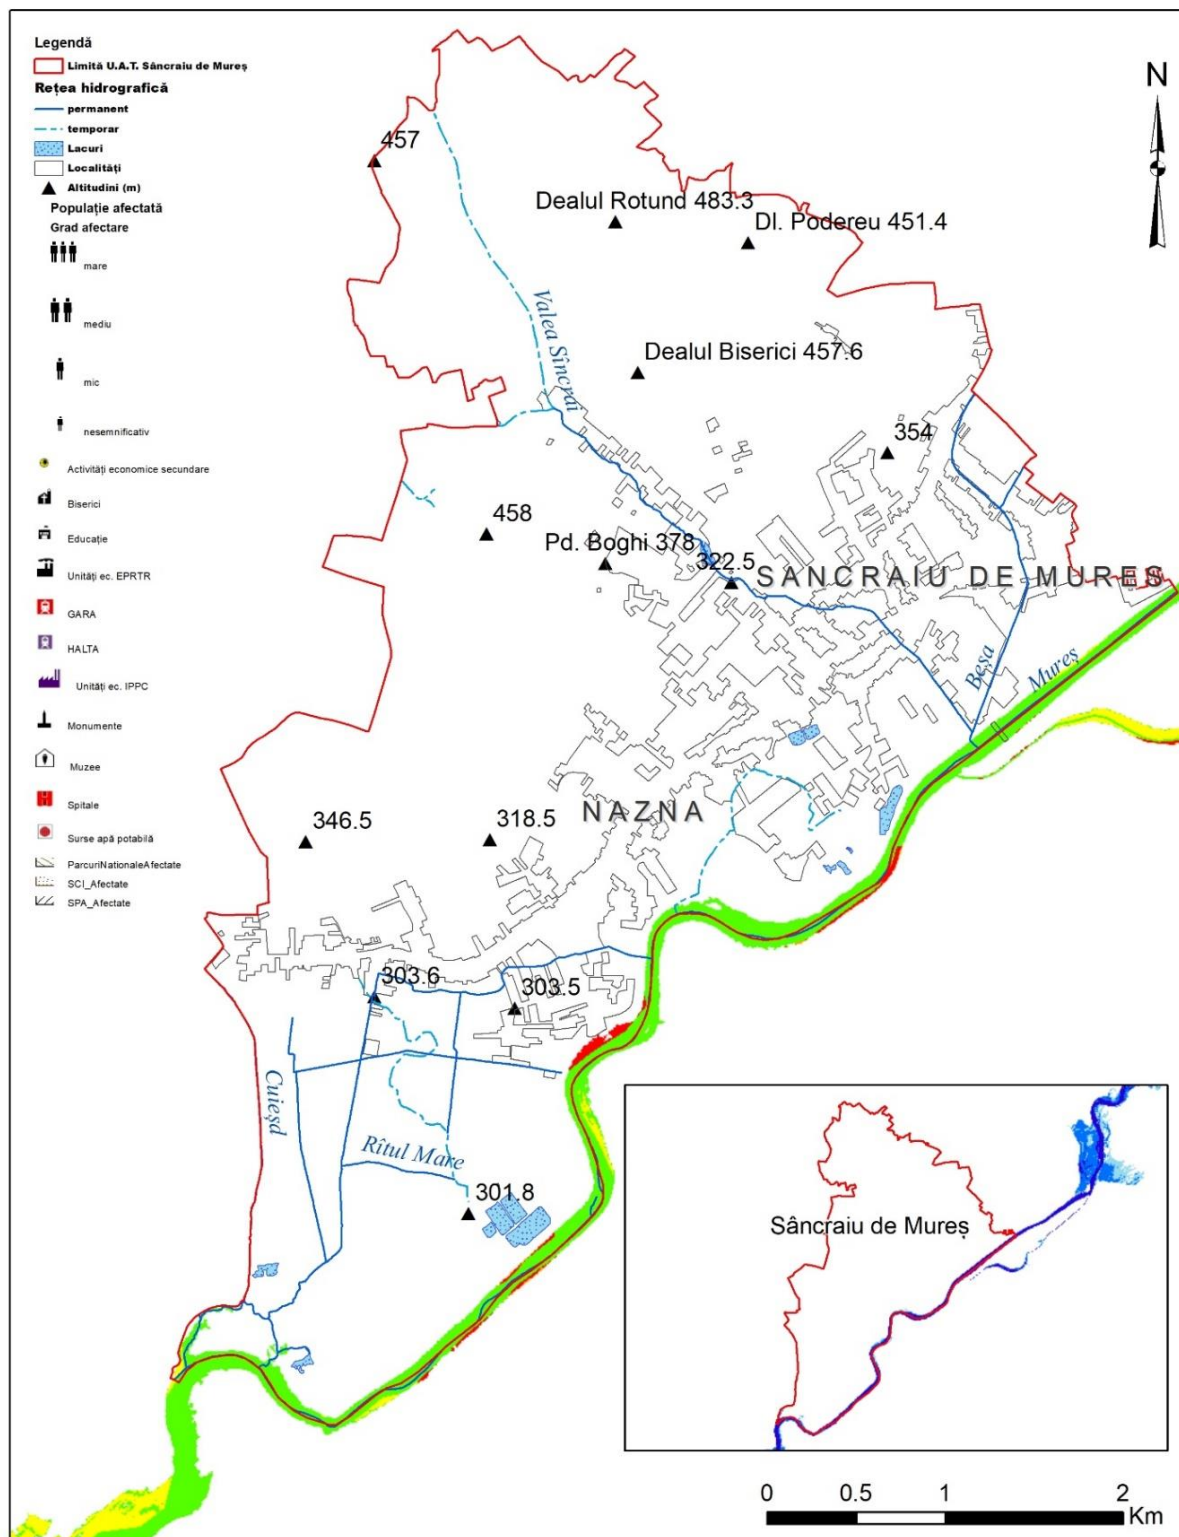 Legendă
Limită U.A.T. Sâncraiu de Mureș
Rețea hidrografică
permanent
temporar
Lacuri
Localități
Altitudini (m)
Populație afectată
Grad afectare
mare
mediu
mic
nesemnificativ
Activități economice secundare
Biserici
Educație
Unități ec. EPRTR
GARA
HALTA
Unități ec. IPPC
Monumente
Muzee
Spitale
Surse apă potabilă
ParcuriNationaleAfectate
SCI_Afectate
SPA_Afectate
N
457
Dealul Rotund 483.3
Dl. Podereu 451.4
Valea Sîncrai
Dealul Biserici 457.6
354
458
Pd. Boghi 378
322.5
SANCRAIU DE MURES
Beșa
Mureș
NAZNA
346.5
318.5
303.6
303.5
Cuieșd
Rîtul Mare
301.8
Sâncraiu de Mureș
0 0.5 1 2
Km